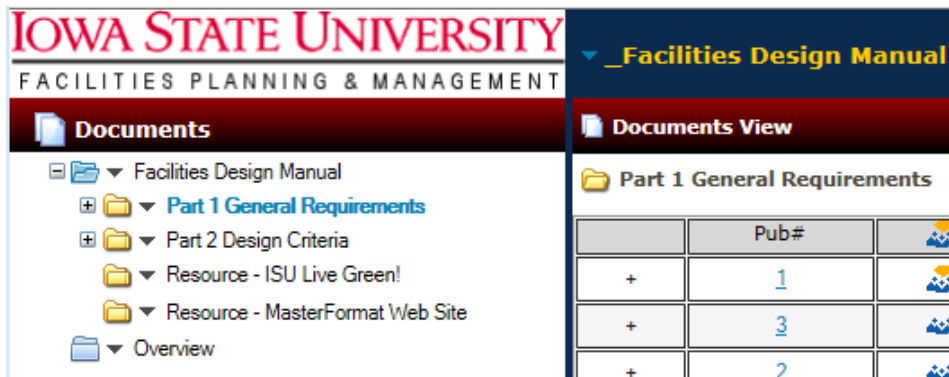 IOWA STATE UNIVERSITY
FACILITIES PLANNING & MANAGEMENT
Documents
Facilities Design Manual
Part 1 General Requirements
Part 2 Design Criteria
Resource - ISU Live Green!
Resource - MasterFormat Web Site
Overview
_Facilities Design Manual
Documents View
Part 1 General Requirements
Pub#
+ 1
+ 3
+ 2